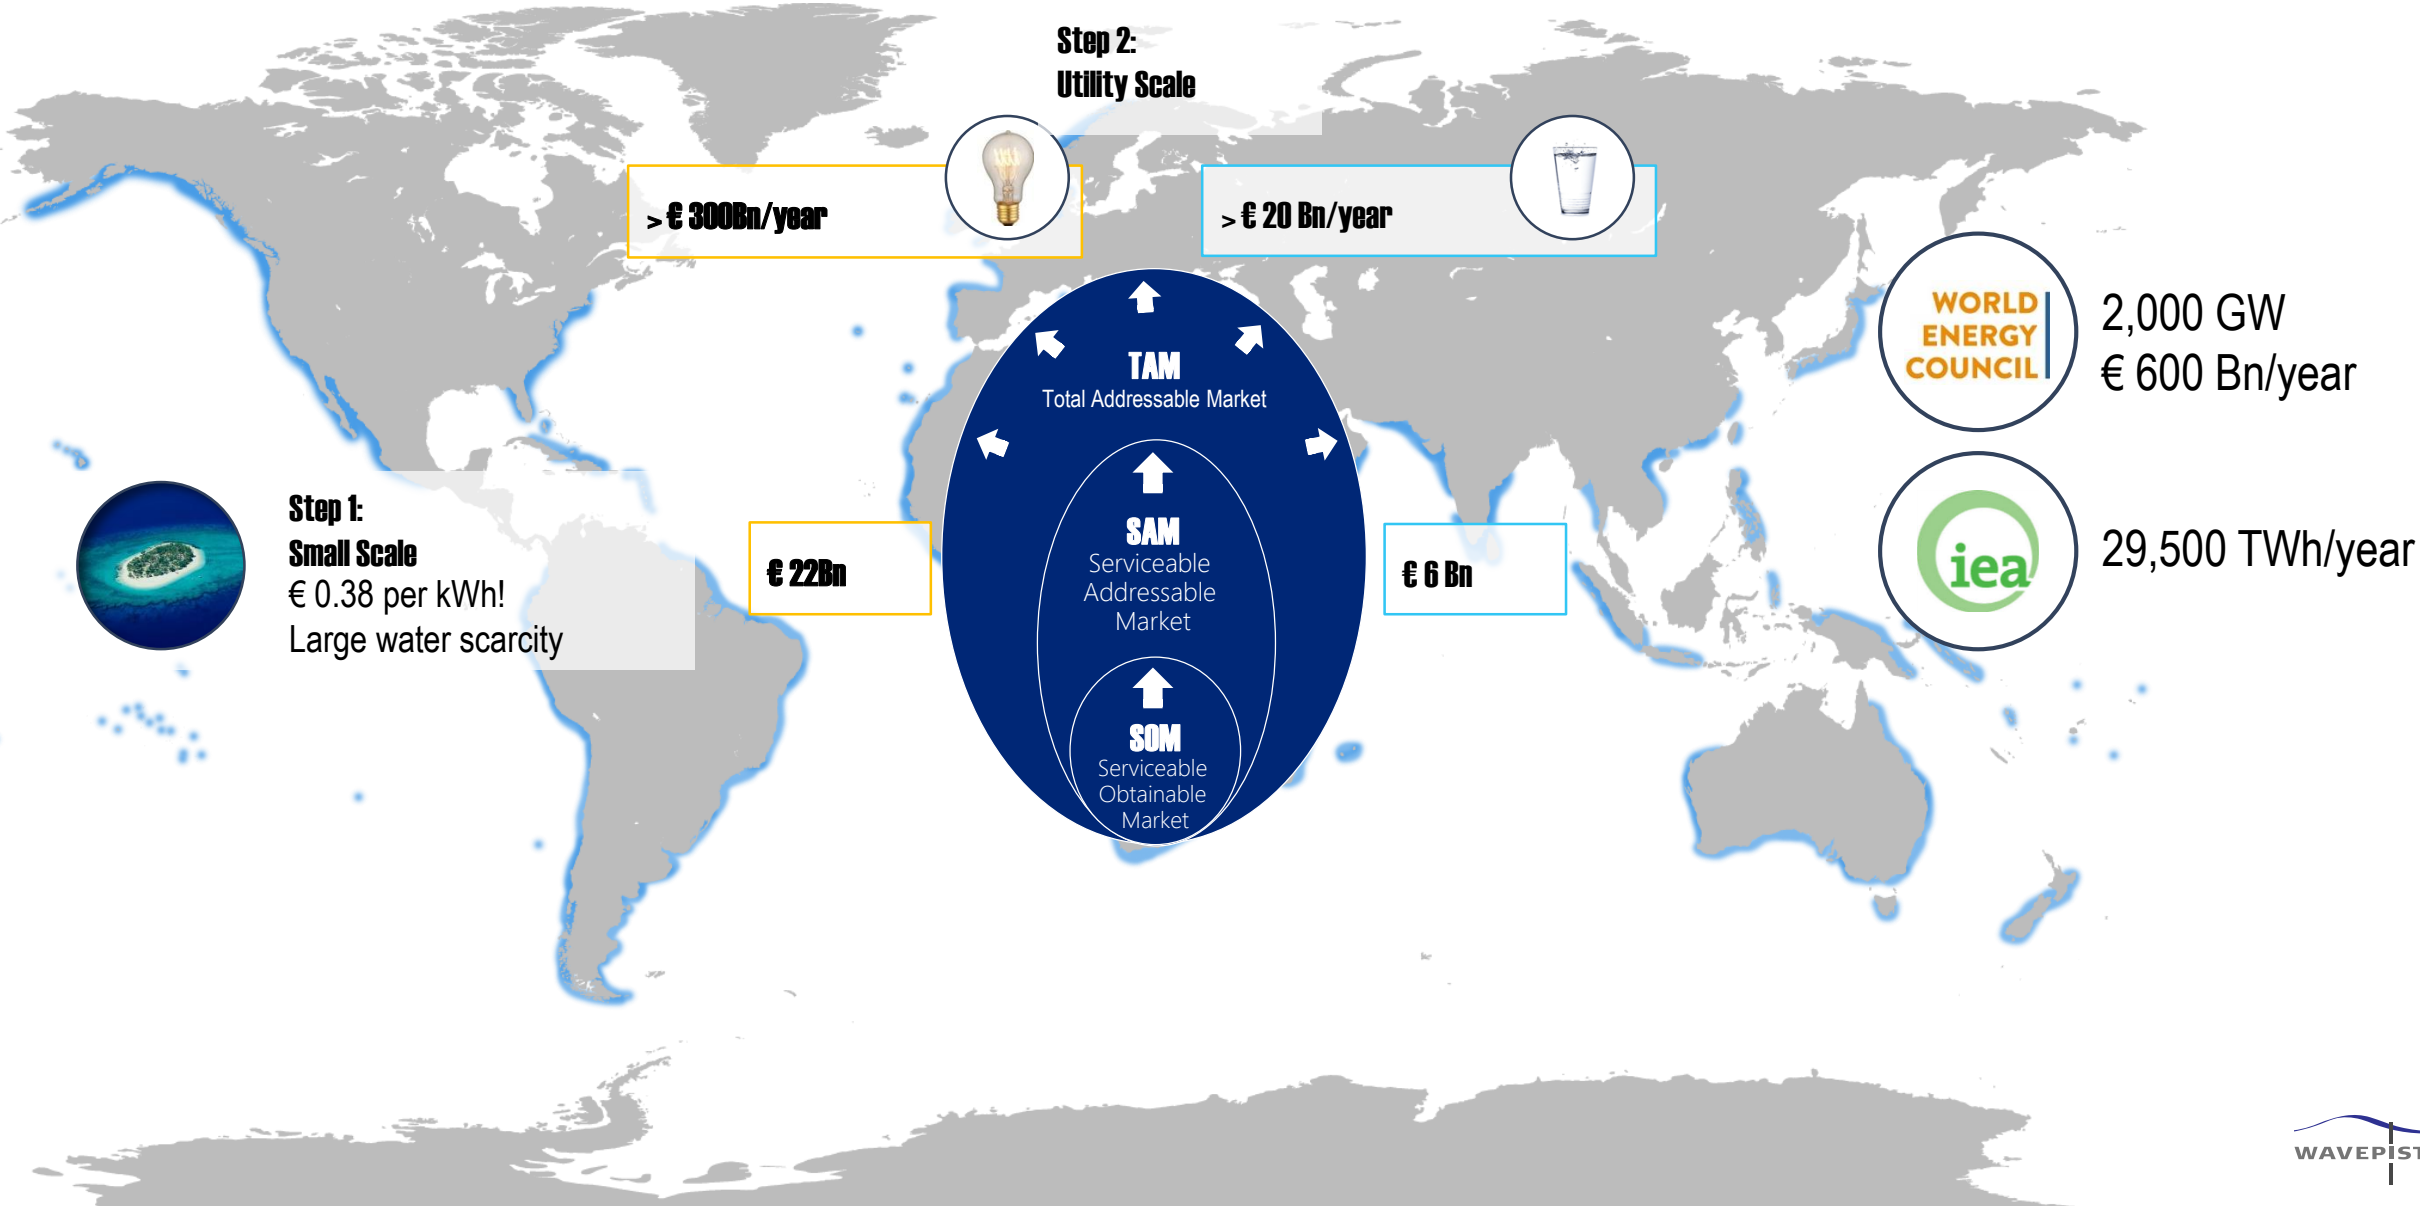 Step 2:
Utility Scale
> € 300Bn/year
> € 20 Bn/year
WORLD
ENERGY
COUNCIL
2,000 GW
€ 600 Bn/year
TAM
Total Addressable Market
Step 1:
Small Scale
€ 0.38 per kWh!
Large water scarcity
€ 22Bn
SAM
Serviceable
Addressable
Market
€ 6 Bn
iea
29,500 TWh/year
SOM
Serviceable
Obtainable
Market
WAVEPIST